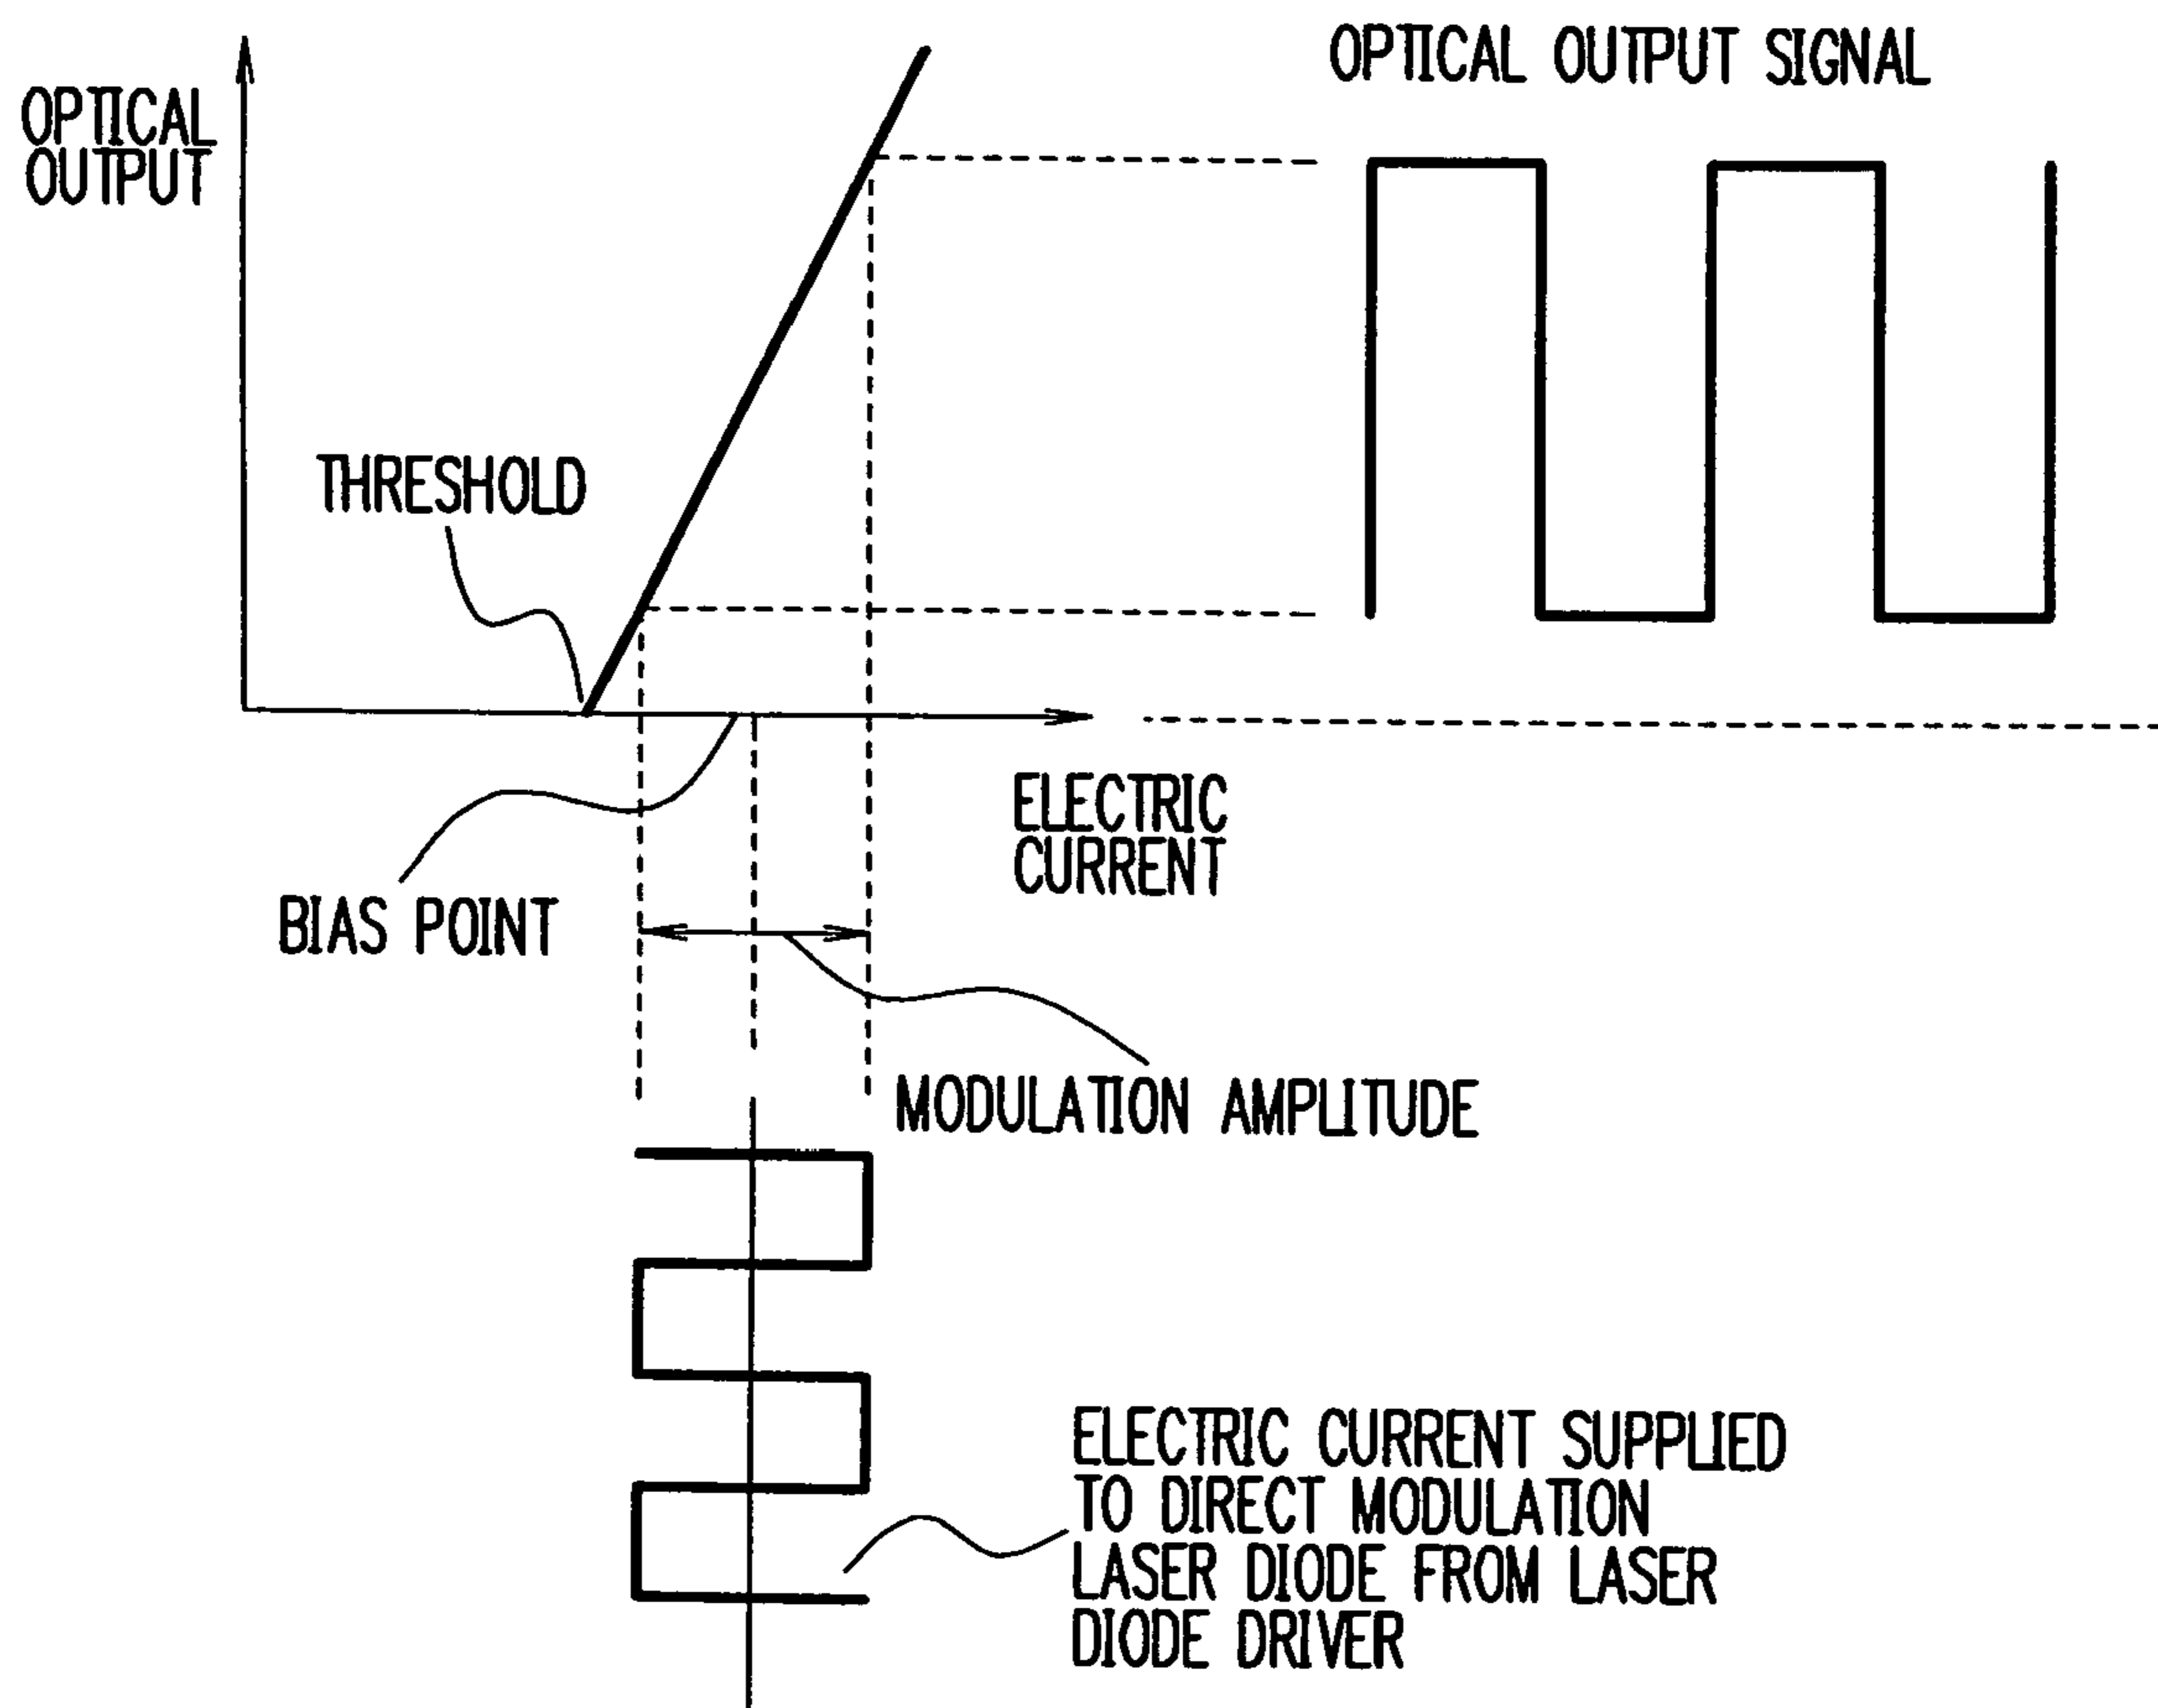 OPTICAL OUTPUT SIGNAL
OPTICAL
OUTPUT
THRESHOLD
ELECTRIC
CURRENT
BIAS POINT
MODULATION AMPLITUDE
ELECTRIC CURRENT SUPPLIED
TO DIRECT MODULATION
LASER DIODE FROM LASER
DIODE DRIVER